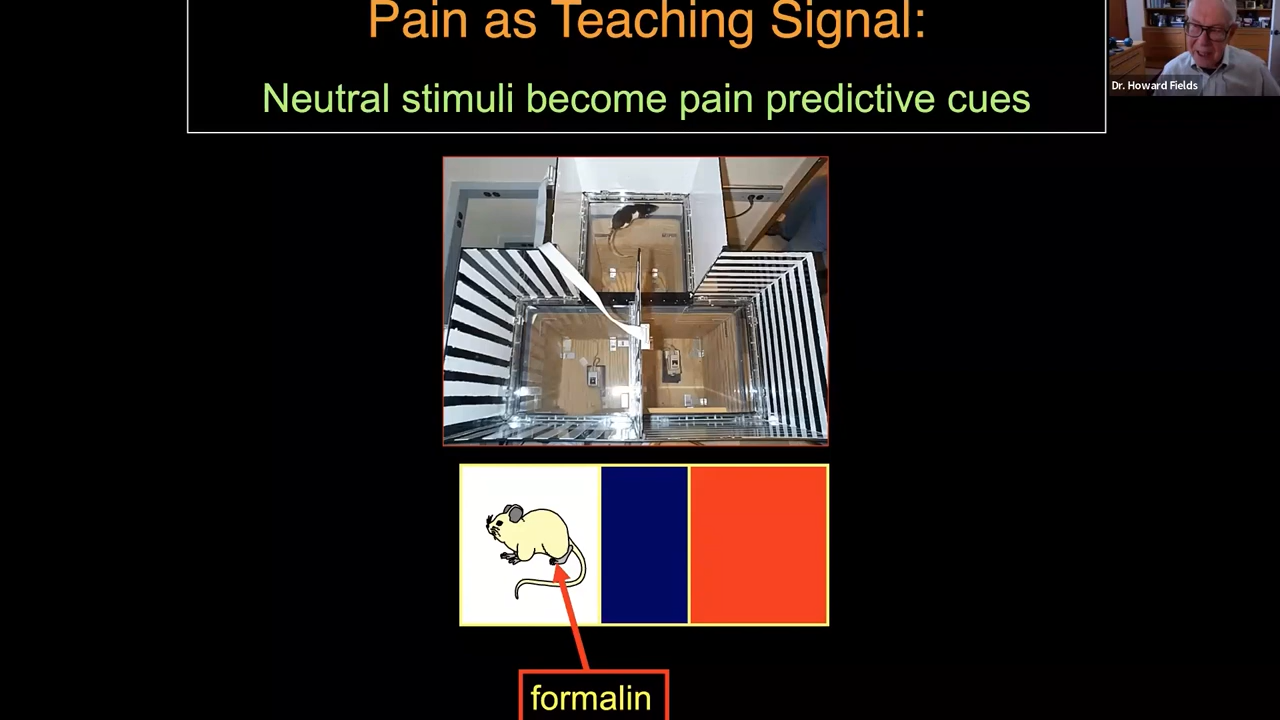 Pain as Teaching Signal:
Dr. Howard Fields
Neutral stimuli become pain predictive cues
formalin